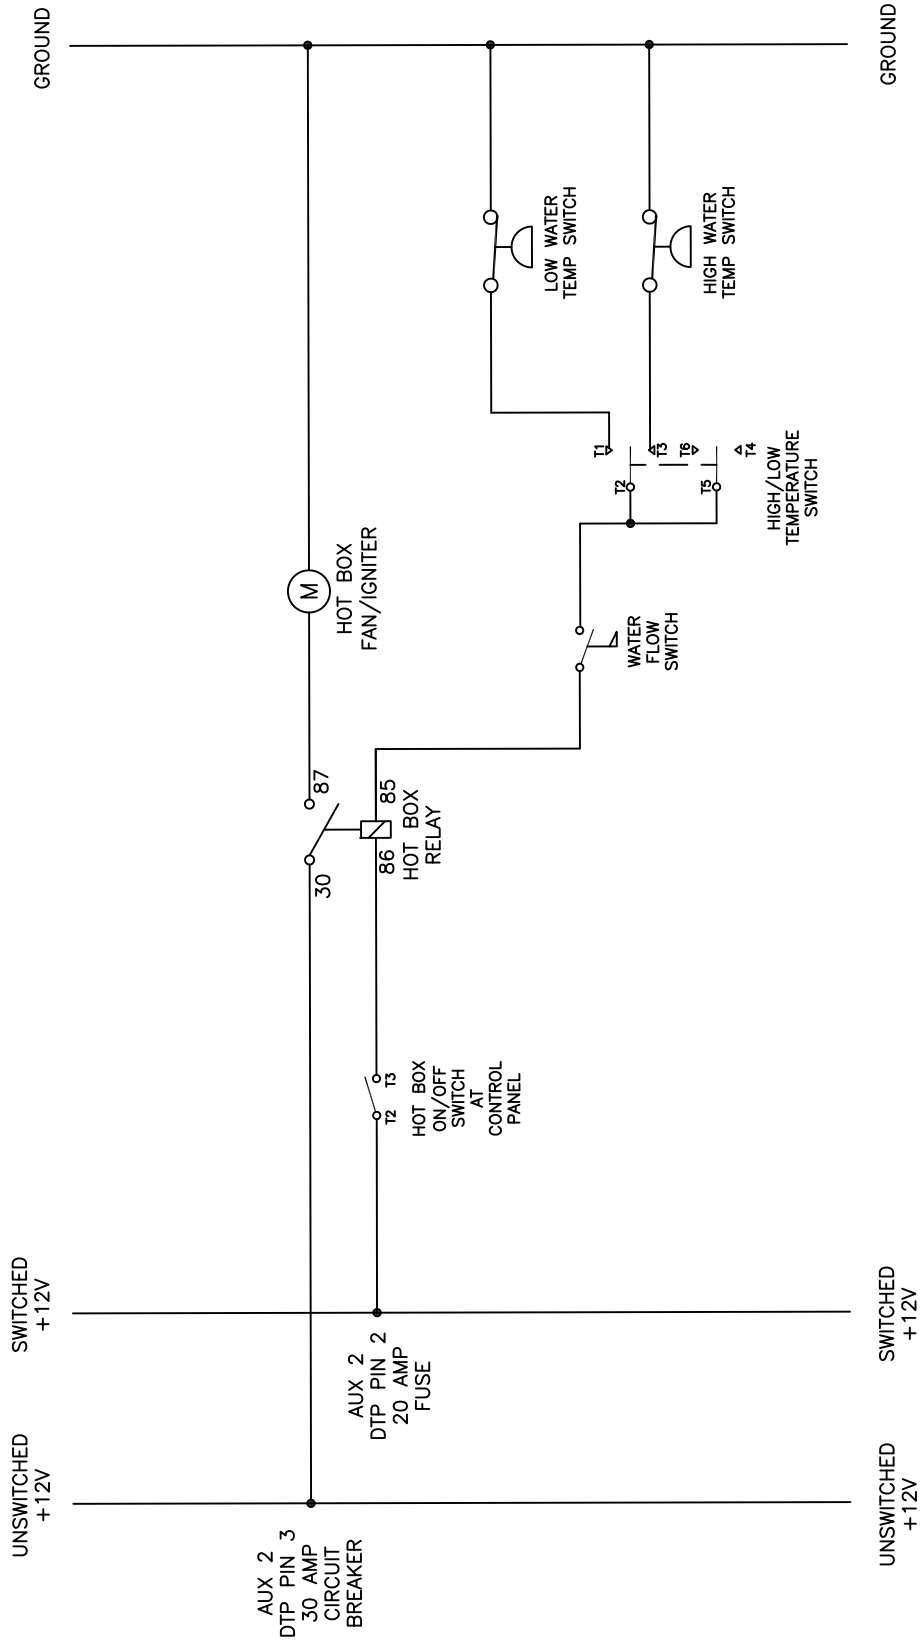 UNSWITCHED
+12V
SWITCHED
+12V
GROUND
AUX 2
DTP PIN 3
30 AMP
CIRCUIT
BREAKER
30
87
M
HOT BOX
FAN/IGNITER
AUX 2
DTP PIN 2
20 AMP
FUSE
T2
T3
HOT BOX
ON/OFF
SWITCH
AT
CONTROL
PANEL
86
85
HOT BOX
RELAY
LOW WATER
TEMP SWITCH
WATER
FLOW
SWITCH
T1
T2
T3
T6
T5
T4
HIGH/LOW
TEMPERATURE
SWITCH
HIGH WATER
TEMP SWITCH
UNSWITCHED
+12V
SWITCHED
+12V
GROUND